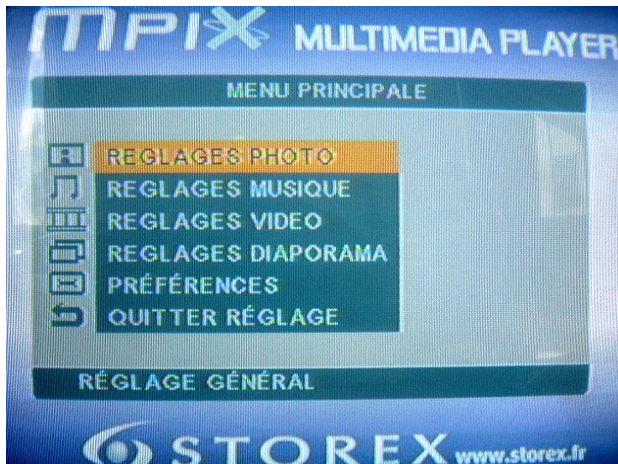 MPIX MULTIMEDIA PLAYER
MENU PRINCIPALE
REGLAGES PHOTO
REGLAGES MUSIQUE
REGLAGES VIDEO
REGLAGES DIAPORAMA
PRÉFÉRENCES
QUITTER RÉGLAGE
RÉGLAGE GÉNÉRAL
STOREX www.storex.fr